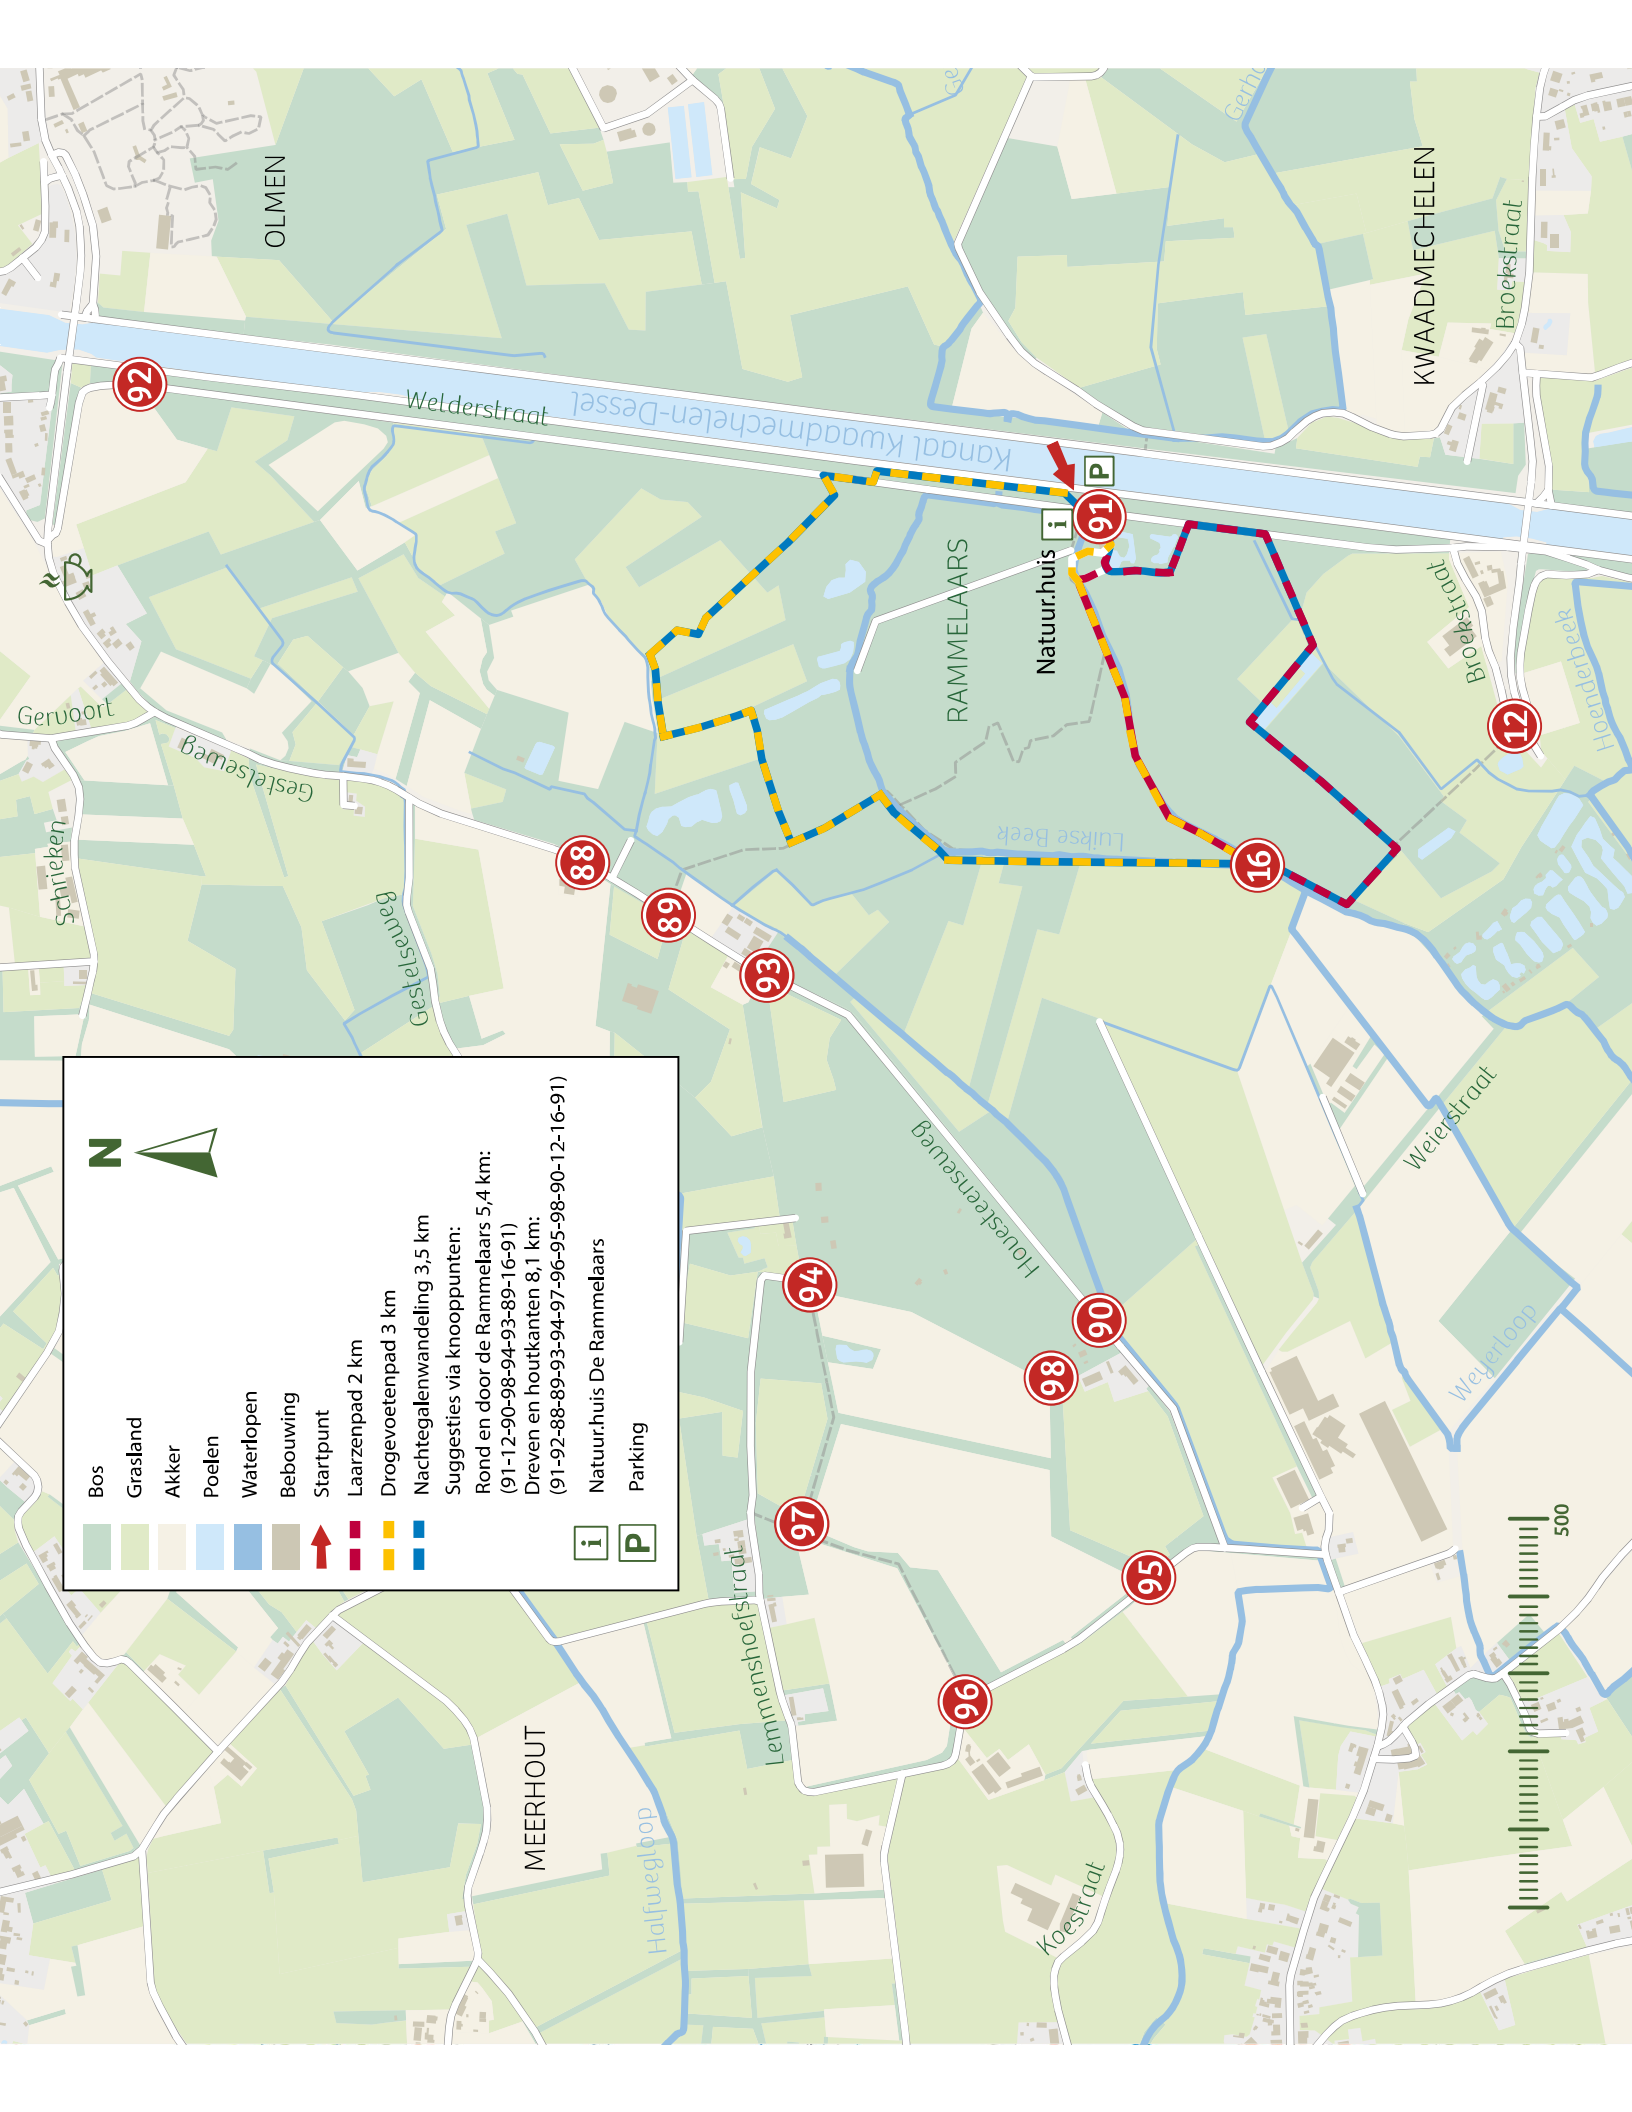 N
Bos
Grasland
Akker
Poelen
Waterlopen
Bebouwing
Startpunt
Laarzenpad 2 km
Drogevoetenpad 3 km
Nachtegalenwandeling 3,5 km
Suggesties via knooppunten:
Rond en door de Rammelaars 5,4 km:
(91-12-90-98-94-93-89-16-91)
Dreven en houtkanten 8,1 km:
(91-92-88-89-93-94-97-96-95-98-90-12-16-91)
i Natuur.huis De Rammelaars
P Parking
OLMEN
MEERHOUT
KWAADMECHELEN
RAMMELAARS
Natuur.huis
i
P
Welderstraat
Kanaal Kwaadmechelen-Dessel
Gervoort
Gestelseweg
Schrieken
Gestelseweg
Luikse Beek
Hovesteenseweg
Lemmenshoefstraat
Halfwegloop
Koestraat
Weierstraat
Weyerloop
Broekstraat
Broekstraat
Hoenderbeek
92
91
88
89
93
16
12
94
90
98
97
95
96
500